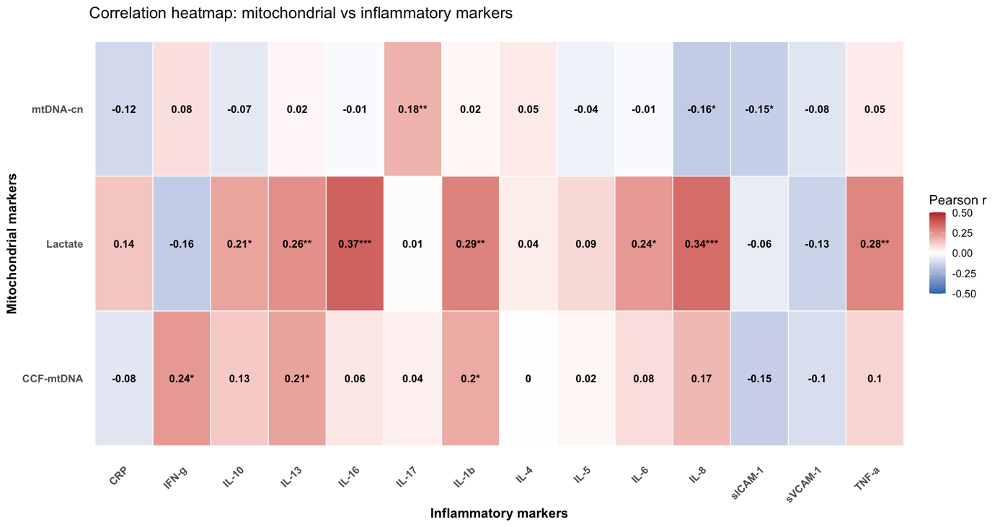 Correlation heatmap: mitochondrial vs inflammatory markers
Mitochondrial markers
mtDNA-cn
-0.12 0.08 -0.07 0.02 -0.01 0.18** 0.02 0.05 -0.04 -0.01 -0.16* -0.15* -0.08 0.05
Lactate
0.14 -0.16 0.21* 0.26** 0.37*** 0.01 0.29** 0.04 0.09 0.24* 0.34*** -0.06 -0.13 0.28**
CCF-mtDNA
-0.08 0.24* 0.13 0.21* 0.06 0.04 0.2* 0 0.02 0.08 0.17 -0.15 -0.1 0.1
CRP IFN-g IL-10 IL-13 IL-16 IL-17 IL-1b IL-4 IL-5 IL-6 IL-8 sICAM-1 sVCAM-1 TNF-a
Inflammatory markers
Pearson r
0.50
0.25
0.00
-0.25
-0.50